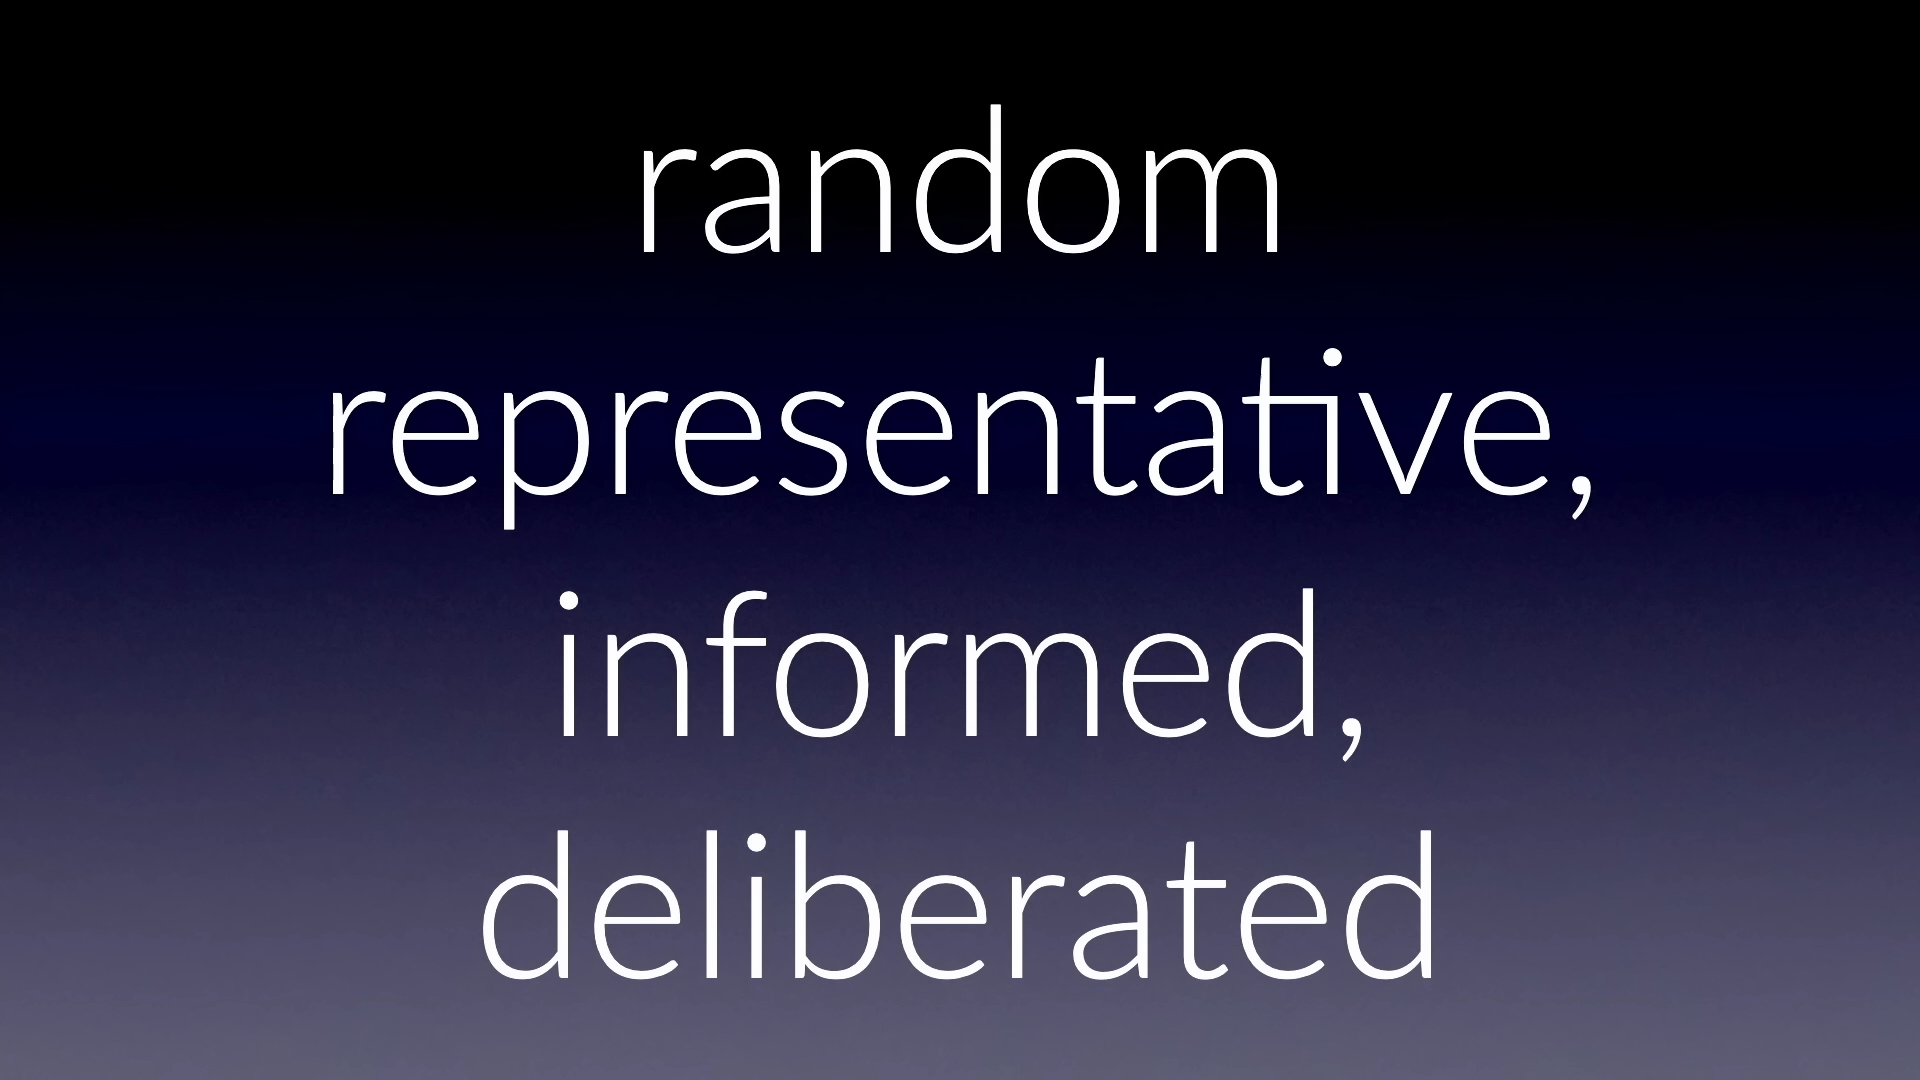 random
representative,
informed,
deliberated